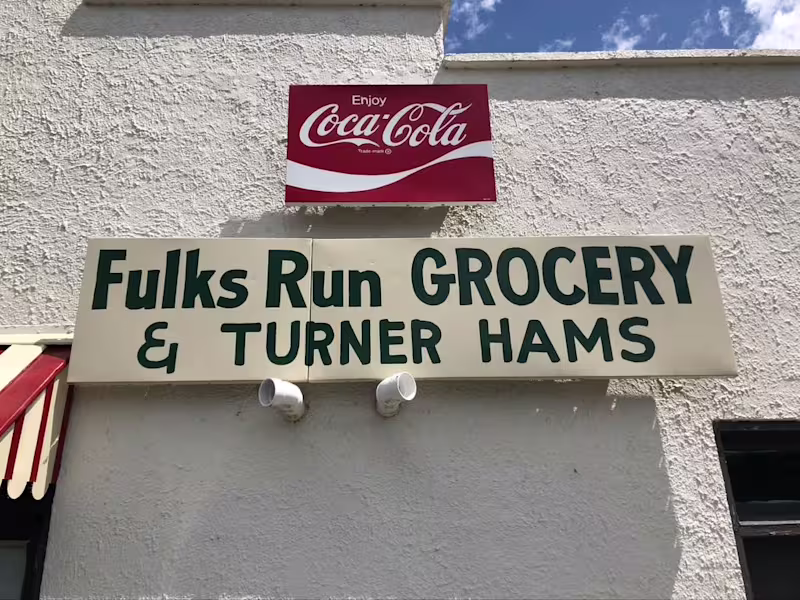 Enjoy
Coca-Cola
Trade-mark ®
Fulks Run GROCERY
& TURNER HAMS